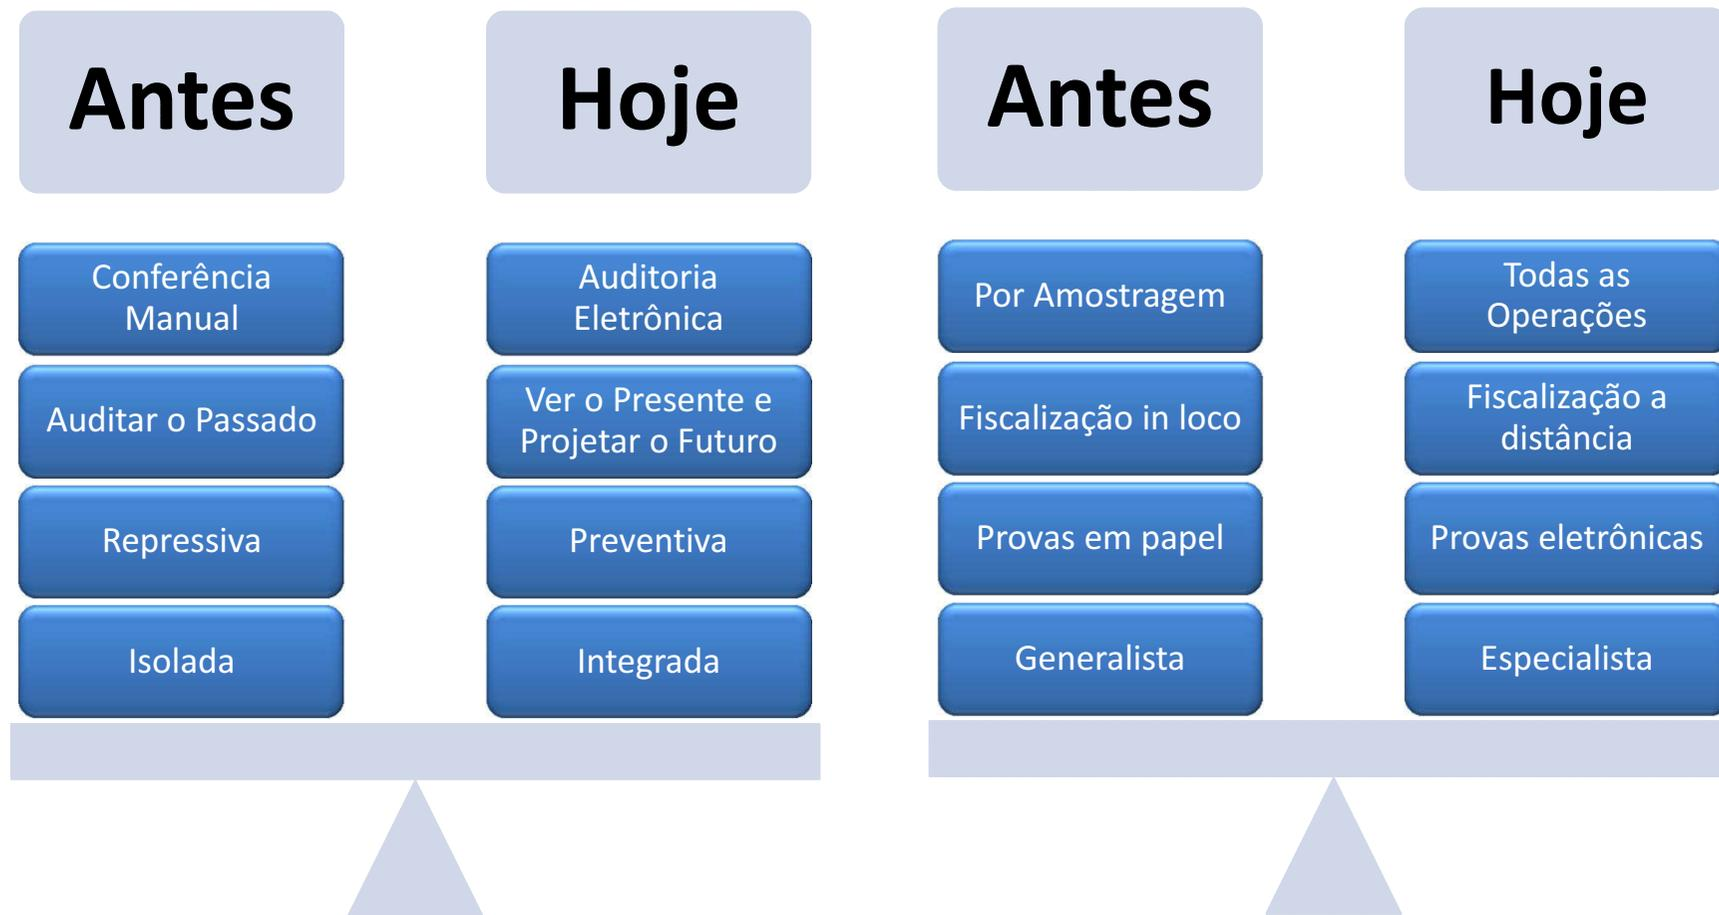 Antes
Hoje
Conferência
Manual
Auditoria
Eletrônica
Auditar o Passado
Ver o Presente e
Projetar o Futuro
Repressiva
Preventiva
Isolada
Integrada
Antes
Hoje
Por Amostragem
Todas as
Operações
Fiscalização in loco
Fiscalização a
distância
Provas em papel
Provas eletrônicas
Generalista
Especialista